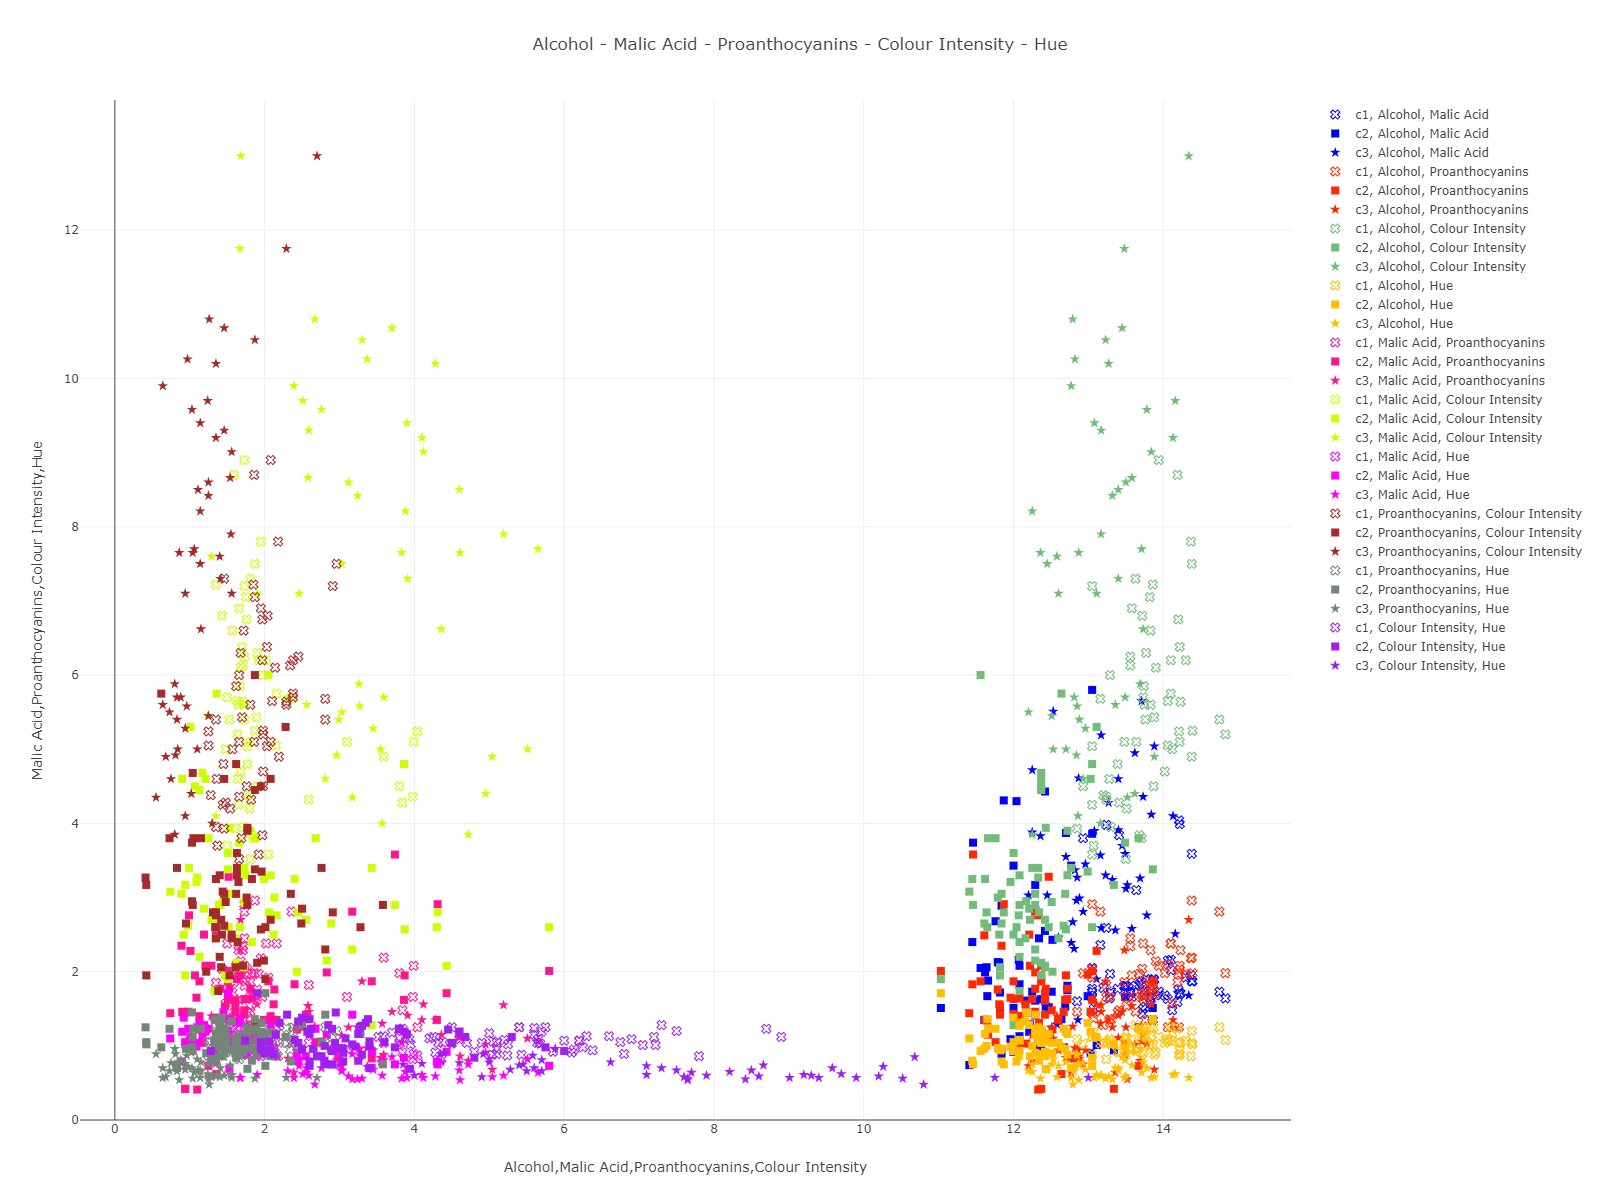 Alcohol - Malic Acid - Proanthocyanins - Colour Intensity - Hue
Malic Acid,Proanthocyanins,Colour Intensity,Hue
12
10
8
6
4
2
0
0
2
4
6
8
10
12
14
Alcohol,Malic Acid,Proanthocyanins,Colour Intensity
c1, Alcohol, Malic Acid
c2, Alcohol, Malic Acid
c3, Alcohol, Malic Acid
c1, Alcohol, Proanthocyanins
c2, Alcohol, Proanthocyanins
c3, Alcohol, Proanthocyanins
c1, Alcohol, Colour Intensity
c2, Alcohol, Colour Intensity
c3, Alcohol, Colour Intensity
c1, Alcohol, Hue
c2, Alcohol, Hue
c3, Alcohol, Hue
c1, Malic Acid, Proanthocyanins
c2, Malic Acid, Proanthocyanins
c3, Malic Acid, Proanthocyanins
c1, Malic Acid, Colour Intensity
c2, Malic Acid, Colour Intensity
c3, Malic Acid, Colour Intensity
c1, Malic Acid, Hue
c2, Malic Acid, Hue
c3, Malic Acid, Hue
c1, Proanthocyanins, Colour Intensity
c2, Proanthocyanins, Colour Intensity
c3, Proanthocyanins, Colour Intensity
c1, Proanthocyanins, Hue
c2, Proanthocyanins, Hue
c3, Proanthocyanins, Hue
c1, Colour Intensity, Hue
c2, Colour Intensity, Hue
c3, Colour Intensity, Hue